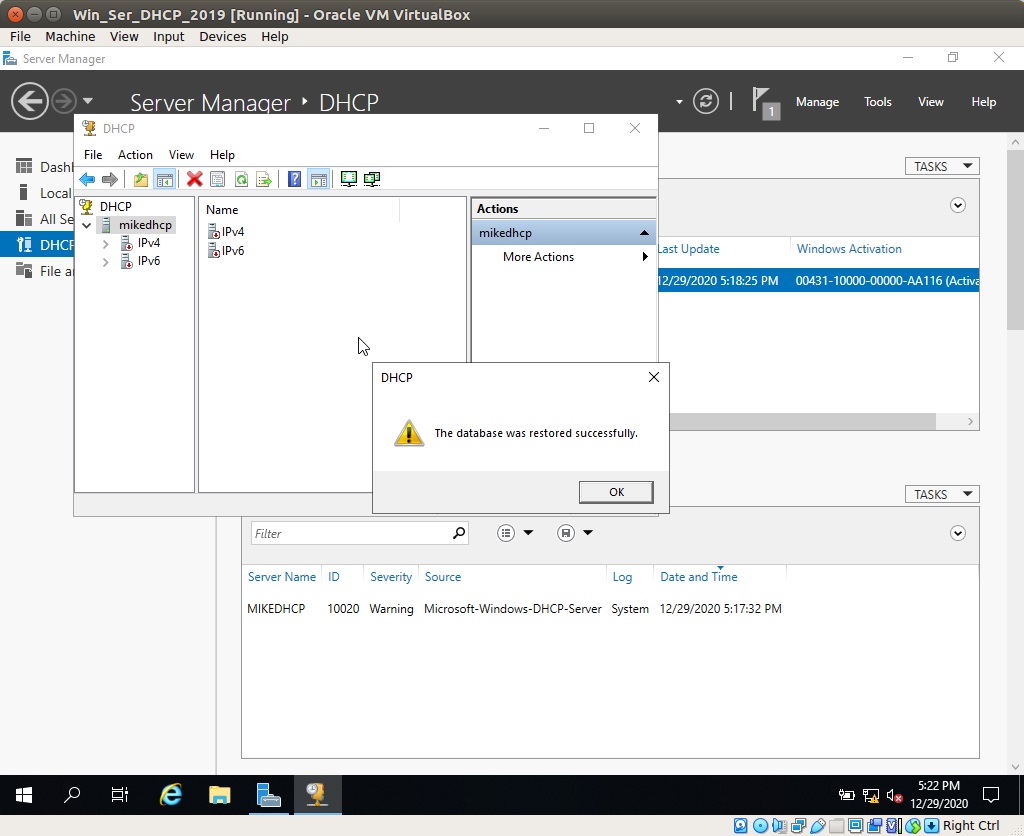 Win_Ser_DHCP_2019 [Running] - Oracle VM VirtualBox
File Machine View Input Devices Help
Server Manager
Server Manager ‣ DHCP
1
Manage Tools View Help
DHCP
File Action View Help
Dashb
Local
All Se
DHCP
File an
TASKS
DHCP
mikedhcp
IPv4
IPv6
Name
IPv4
IPv6
Actions
mikedhcp
More Actions
Last Update Windows Activation
12/29/2020 5:18:25 PM 00431-10000-00000-AA116 (Activa
DHCP
The database was restored successfully.
OK
TASKS
Filter
Server Name ID Severity Source Log Date and Time
MIKEDHCP 10020 Warning Microsoft-Windows-DHCP-Server System 12/29/2020 5:17:32 PM
5:22 PM
12/29/2020
Right Ctrl